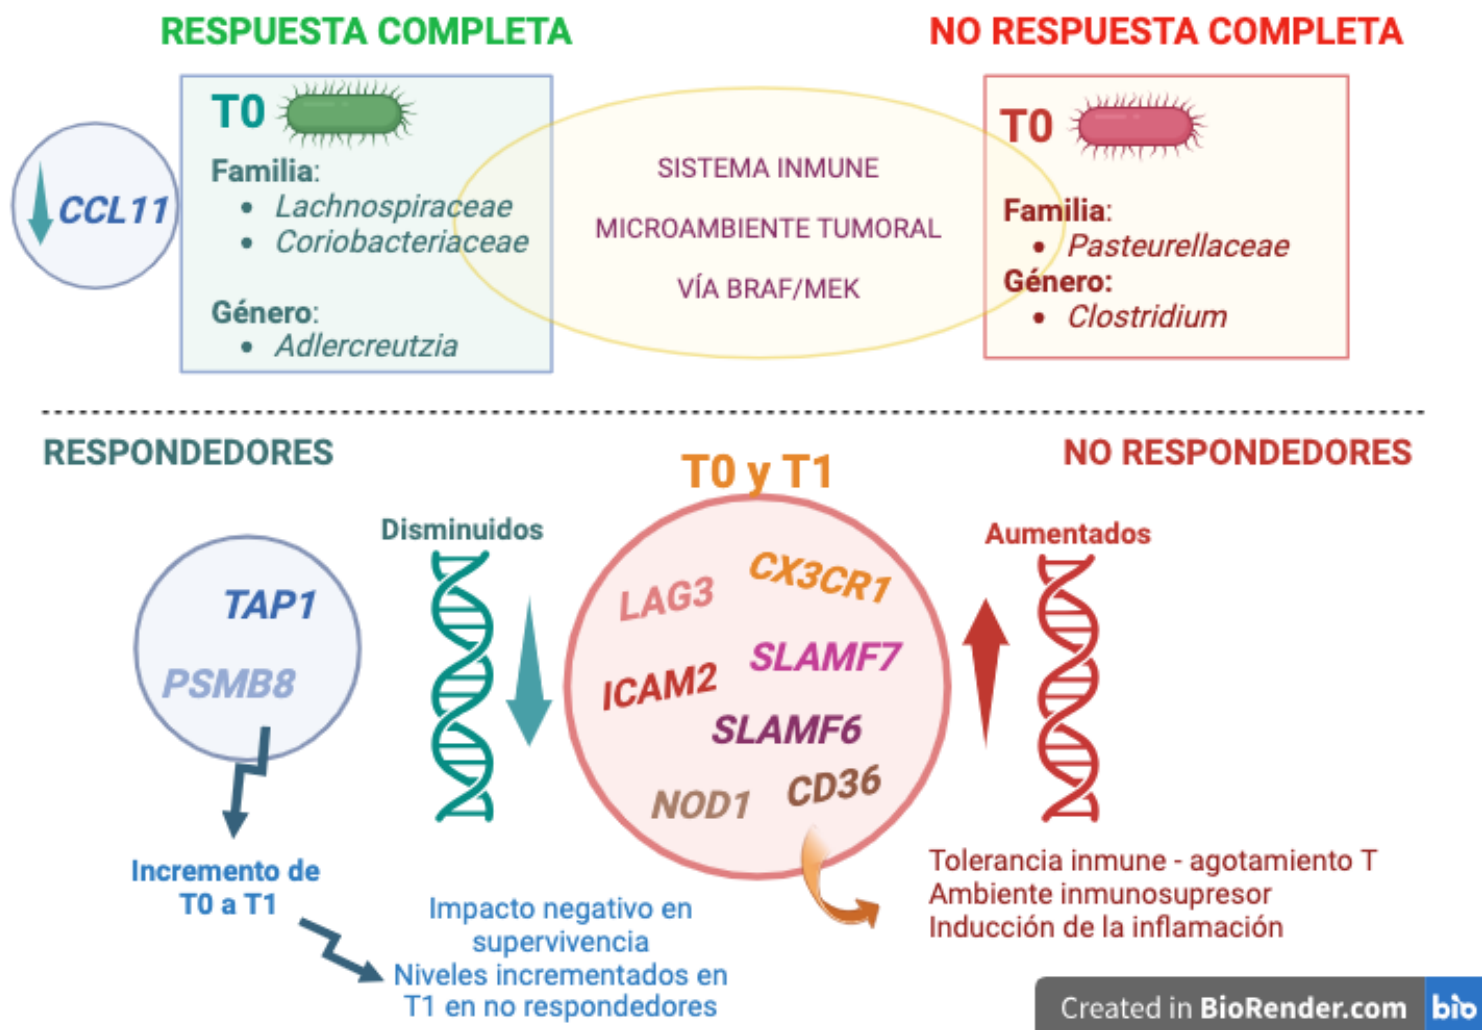 RESPUESTA COMPLETA
NO RESPUESTA COMPLETA
CCL11
T0
Familia:
• Lachnospiraceae
• Coriobacteriaceae
Género:
• Adlercreutzia
SISTEMA INMUNE
MICROAMBIENTE TUMORAL
VÍA BRAF/MEK
T0
Familia:
• Pasteurellaceae
Género:
• Clostridium
RESPONDEDORES
T0 y T1
NO RESPONDEDORES
TAP1
PSMB8
Incremento de
T0 a T1
Disminuidos
Impacto negativo en
supervivencia
Niveles incrementados en
T1 en no respondedores
LAG3
CX3CR1
ICAM2
SLAMF7
SLAMF6
NOD1
CD36
Aumentados
Tolerancia inmune - agotamiento T
Ambiente inmunosupresor
Inducción de la inflamación
Created in BioRender.com bio